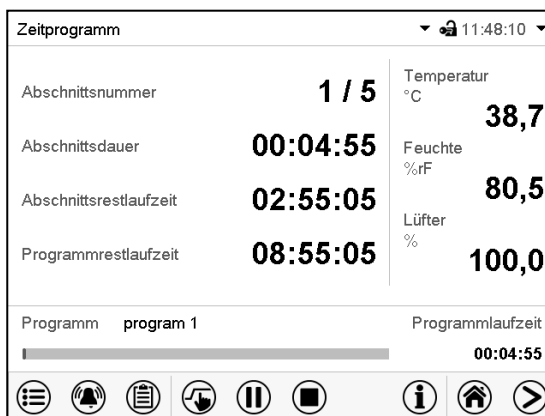 Zeitprogramm 11:48:10
Abschnittsnummer 1 / 5
Abschnittsdauer 00:04:55
Abschnittsrestlaufzeit 02:55:05
Programmrestlaufzeit 08:55:05
Temperatur
°C
38,7
Feuchte
%rF
80,5
Lüfter
%
100,0
Programm program 1
Programmlaufzeit
00:04:55